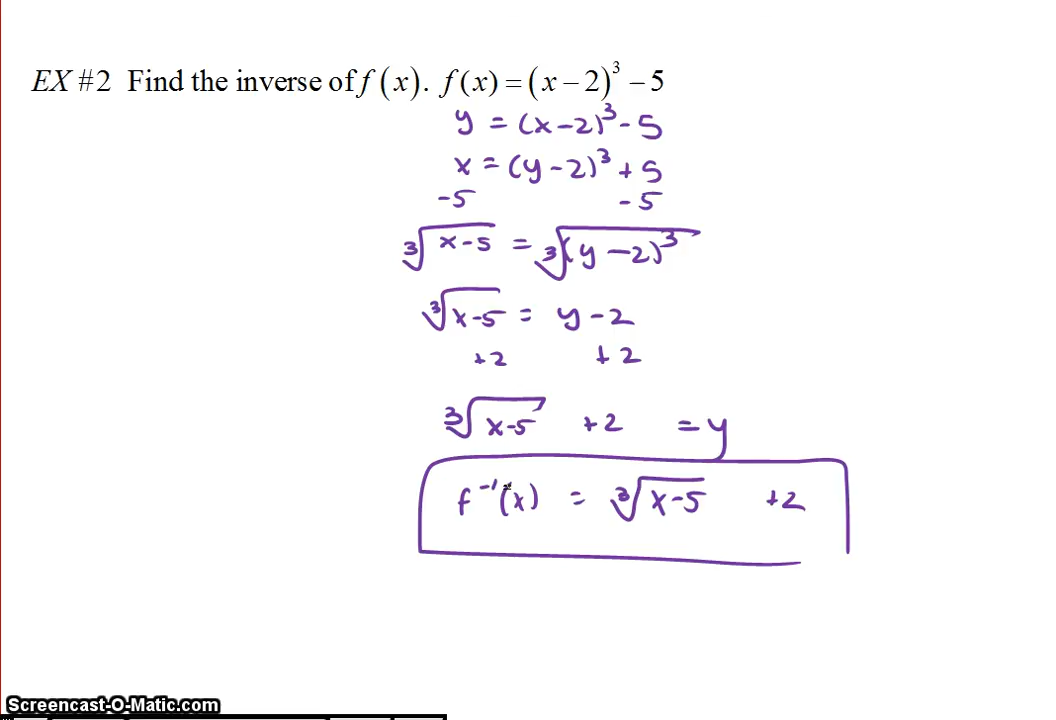 EX #2 Find the inverse of f(x). f(x) = (x − 2)³ − 5
y = (x − 2)³ - 5
x = (y - 2)³ + 5
-5 - 5
∛(x - 5) = ∛((y - 2)³)
∛(x - 5) = y - 2
+2 +2
∛(x - 5) +2 = y
f⁻¹(x) = ∛(x - 5) +2
Screencast-O-Matic.com